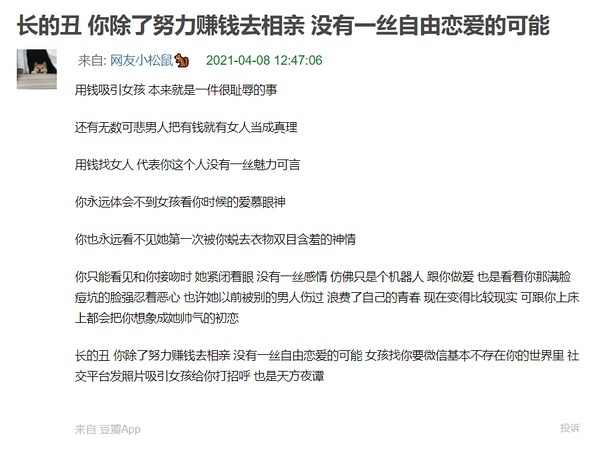 长的丑 你除了努力赚钱去相亲 没有一丝自由恋爱的可能
来自: 网友小松鼠🐿️ 2021-04-08 12:47:06
用钱吸引女孩 本来就是一件很耻辱的事
还有无数可悲男人把有钱就有女人当成真理
用钱找女人 代表你这个人没有一丝魅力可言
你永远体会不到女孩看你时候的爱慕眼神
你也永远看不见她第一次被你蜕去衣物双目含羞的神情
你只能看见和你接吻时 她紧闭着眼 没有一丝感情 仿佛只是个机器人 跟你做爱 也是看着你那满脸
痘坑的脸强忍着恶心 也许她以前被别的男人伤过 浪费了自己的青春 现在变得比较现实 可跟你上床
上都会把你想象成她帅气的初恋
长的丑 你除了努力赚钱去相亲 没有一丝自由恋爱的可能 女孩找你要微信基本不存在你的世界里 社
交平台发照片吸引女孩给你打招呼 也是天方夜谭
来自 豆瓣App
投诉